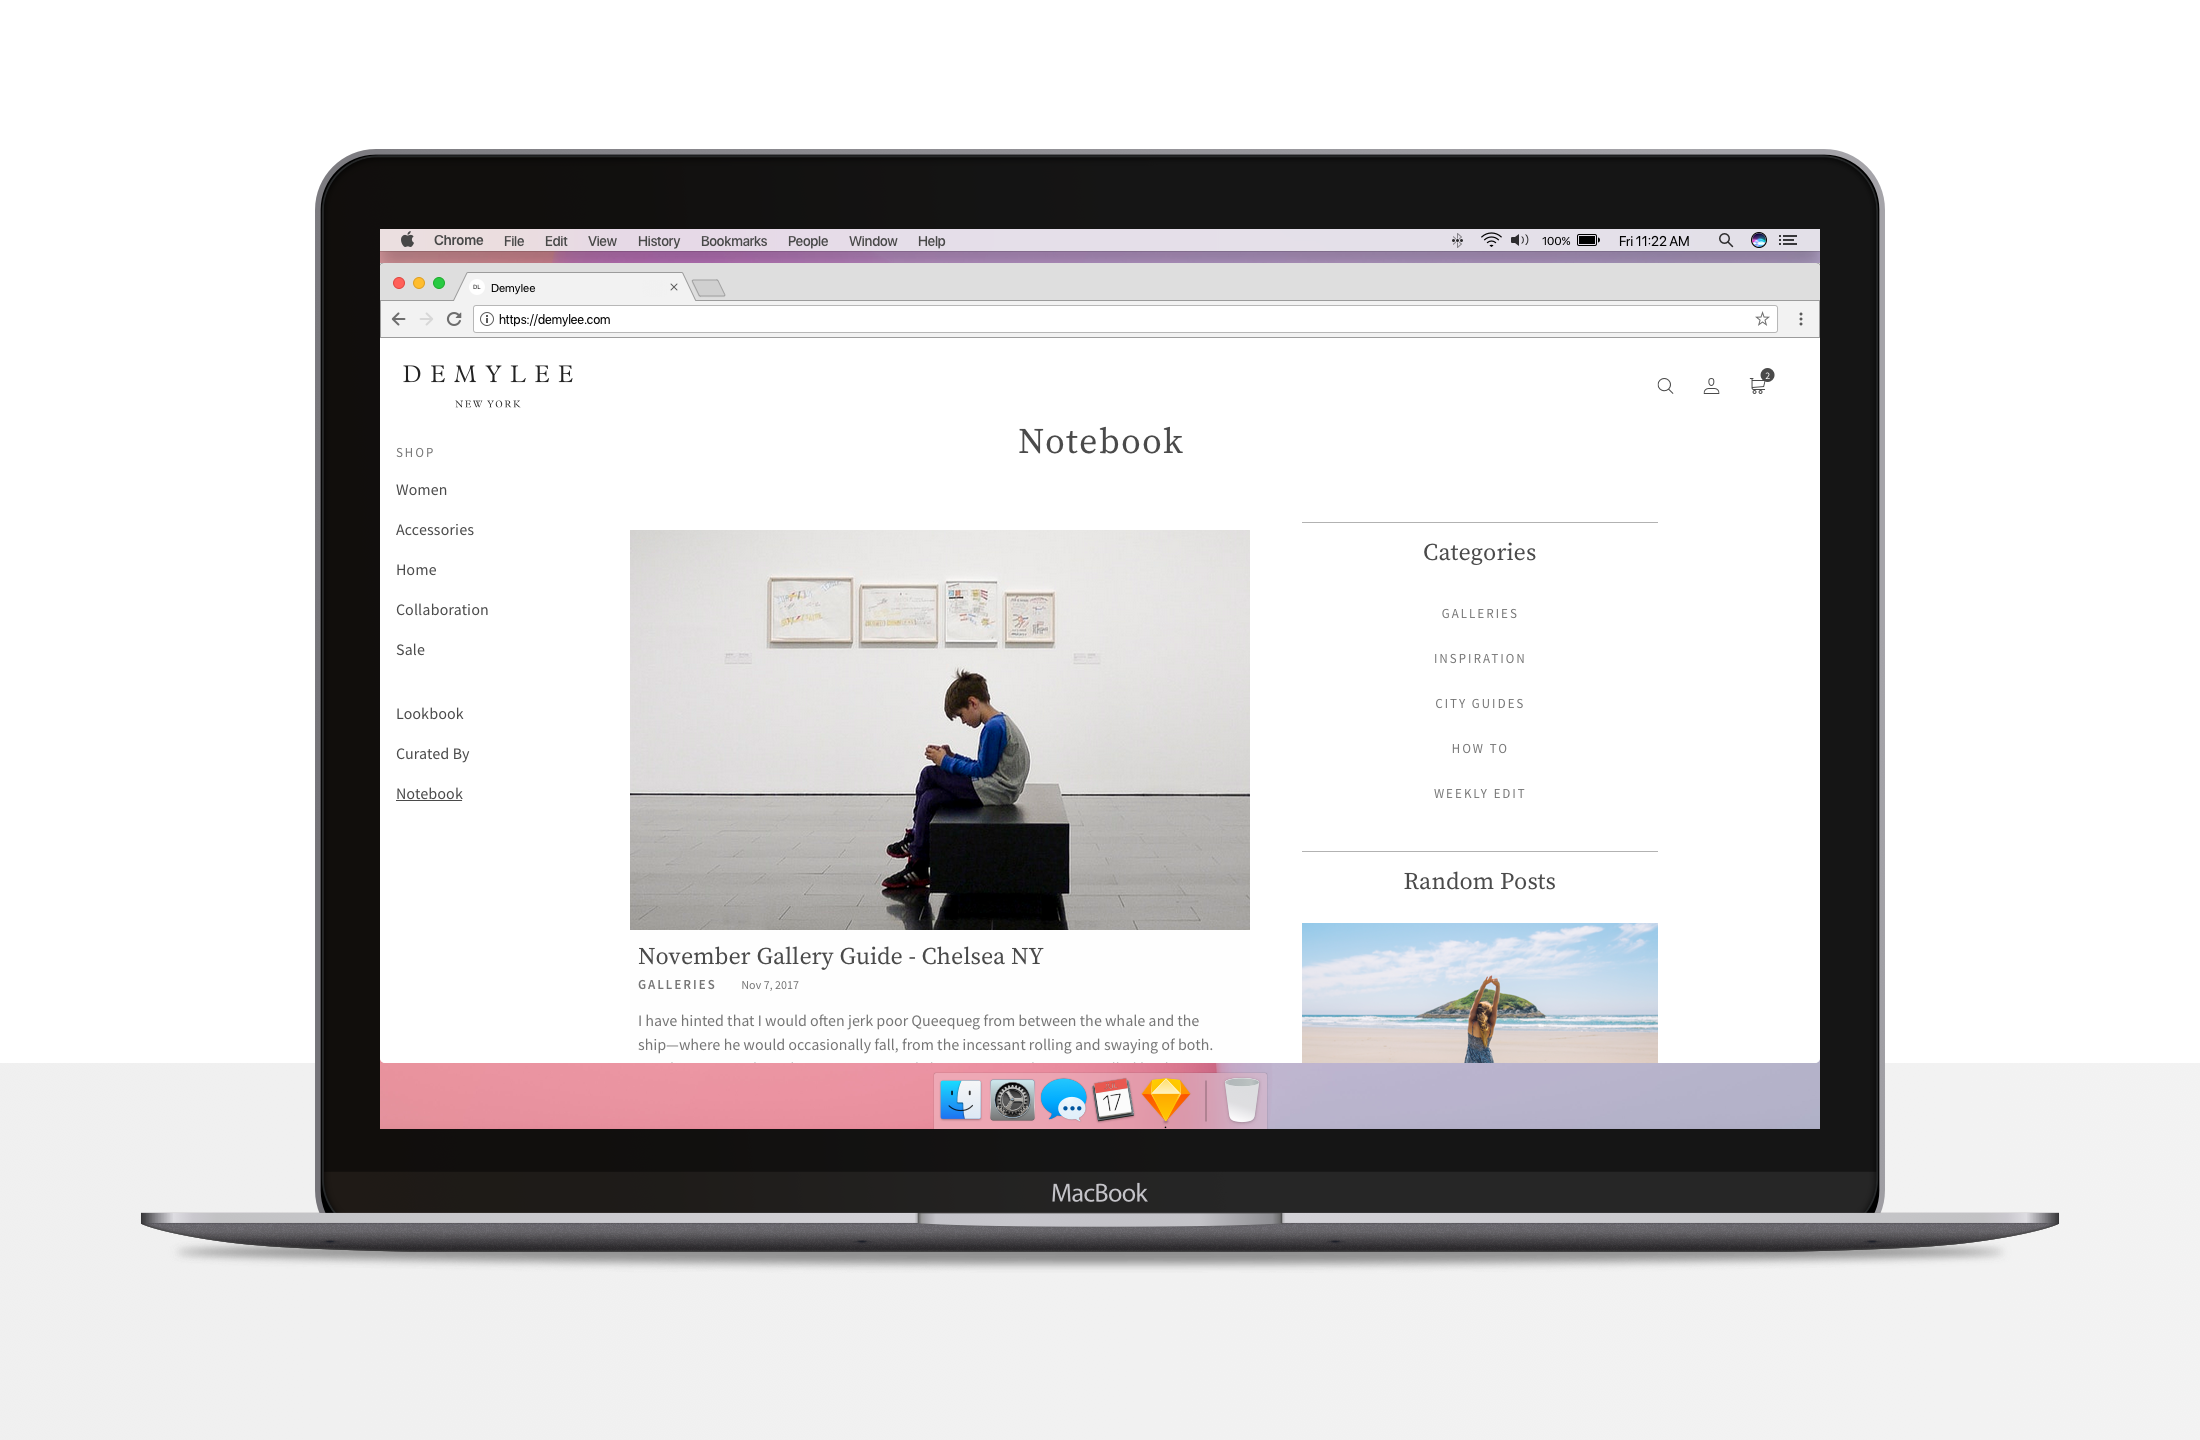 Chrome File Edit View History Bookmarks People Window Help 100% Fri 11:22 AM
DL Demylee
https://demylee.com
DEMYLEE
NEW YORK
2
Notebook
SHOP
Women
Accessories
Home
Collaboration
Sale
Lookbook
Curated By
Notebook
November Gallery Guide - Chelsea NY
GALLERIES Nov 7, 2017
I have hinted that I would often jerk poor Queequeg from between the whale and the
ship—where he would occasionally fall, from the incessant rolling and swaying of both.
Categories
GALLERIES
INSPIRATION
CITY GUIDES
HOW TO
WEEKLY EDIT
Random Posts
17
MacBook